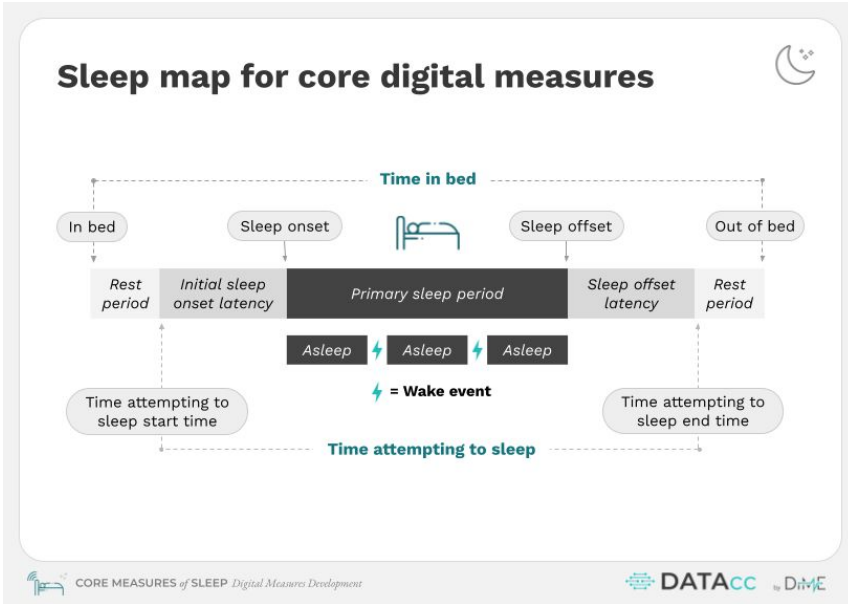 Sleep map for core digital measures
Time in bed
In bed
Sleep onset
Sleep offset
Out of bed
Rest
period
Initial sleep
onset latency
Primary sleep period
Sleep offset
latency
Rest
period
Asleep
Asleep
Asleep
= Wake event
Time attempting to
sleep start time
Time attempting to
sleep end time
Time attempting to sleep
CORE MEASURES of SLEEP Digital Measures Development
DATAcc by DiME